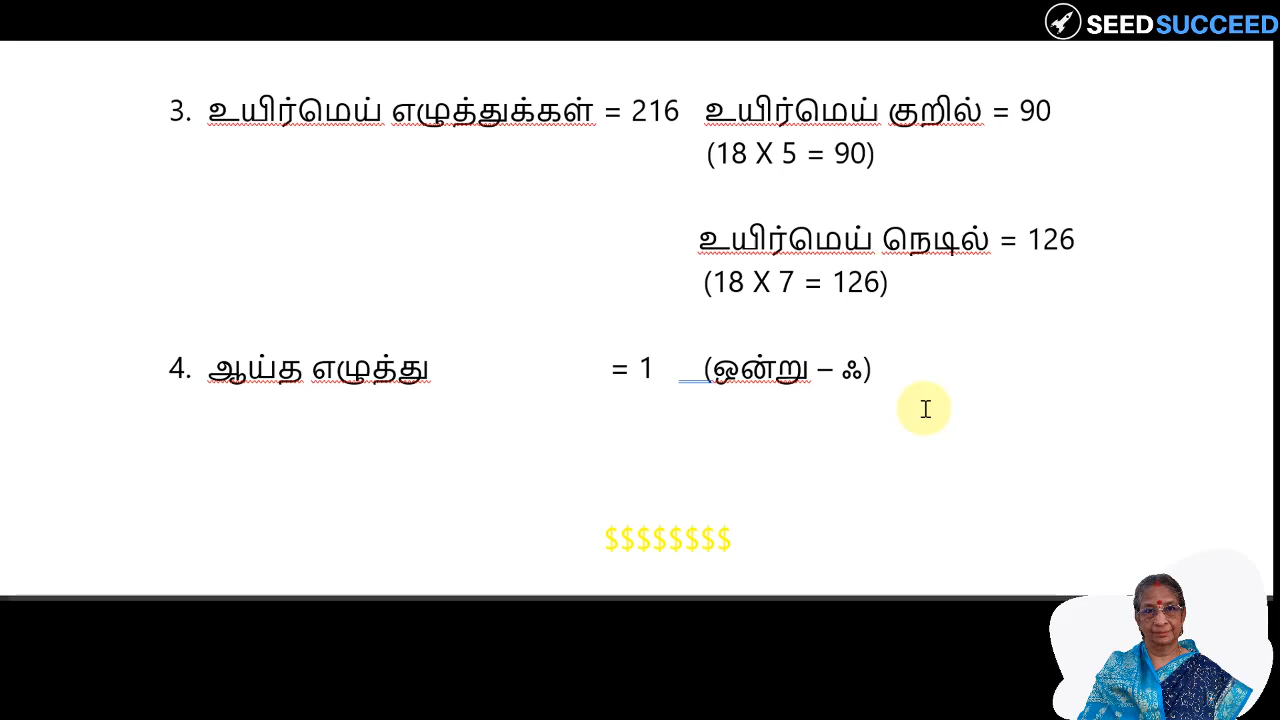 SEEDSUCCEED
3. உயிர்மெய் எழுத்துக்கள் = 216 உயிர்மெய் குறில் = 90
(18 X 5 = 90)
உயிர்மெய் நெடில் = 126
(18 X 7 = 126)
4. ஆய்த எழுத்து = 1 (ஒன்று – ஃ)
$$$$$$$$